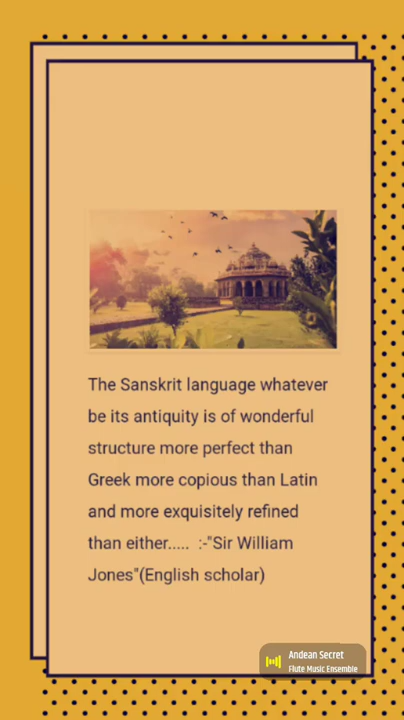 The Sanskrit language whatever
be its antiquity is of wonderful
structure more perfect than
Greek more copious than Latin
and more exquisitely refined
than either..... :-"Sir William
Jones"(English scholar)
Andean Secret
Flute Music Ensemble